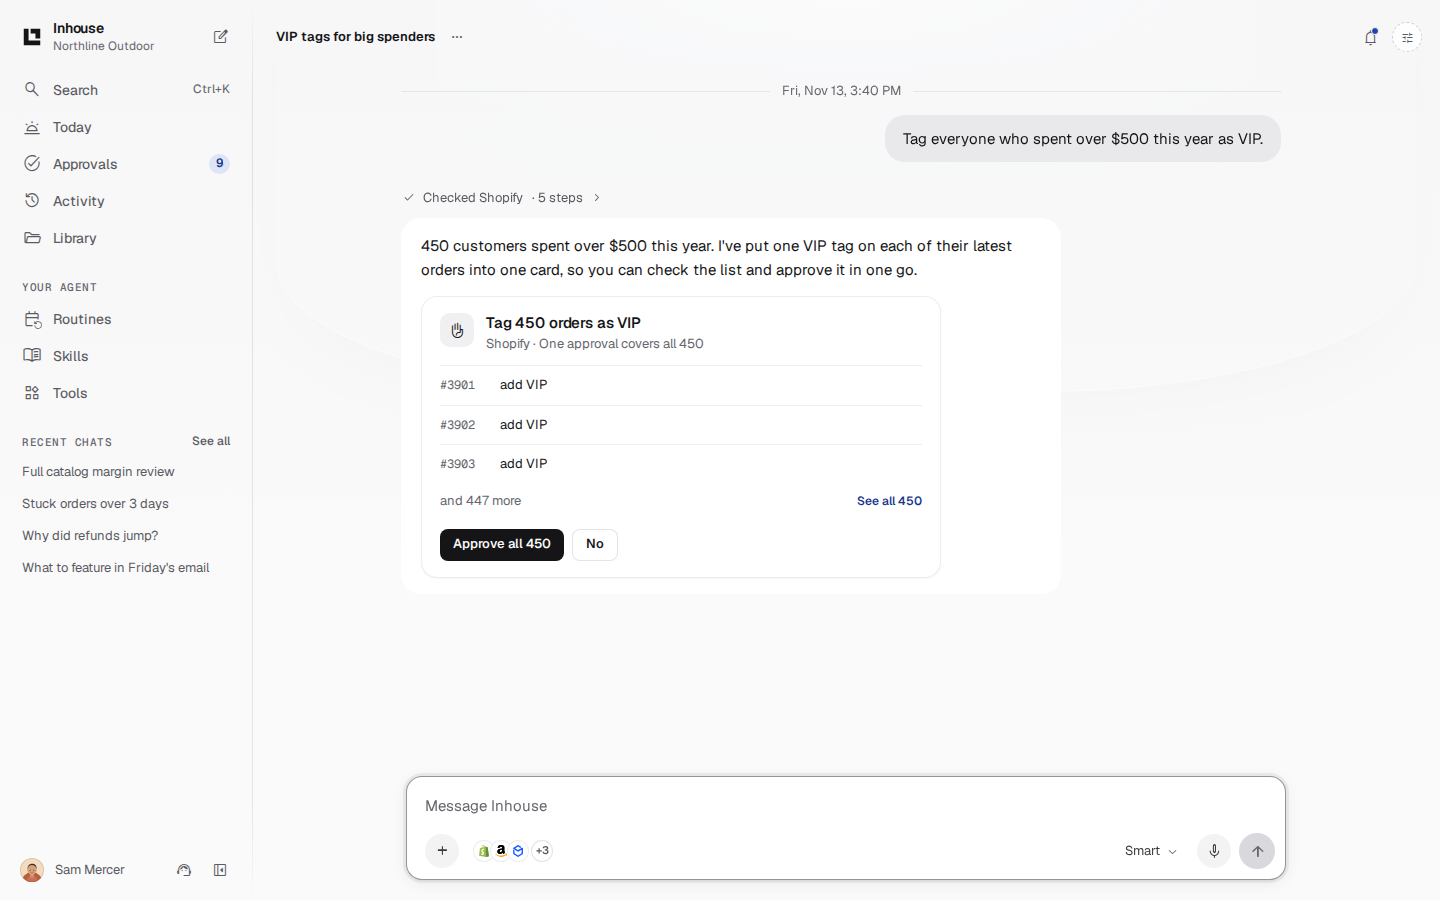 Inhouse
Northline Outdoor
Search Ctrl+K
Today
Approvals 9
Activity
Library
YOUR AGENT
Routines
Skills
Tools
RECENT CHATS See all
Full catalog margin review
Stuck orders over 3 days
Why did refunds jump?
What to feature in Friday's email
Sam Mercer
VIP tags for big spenders
Fri, Nov 13, 3:40 PM
Tag everyone who spent over $500 this year as VIP.
Checked Shopify · 5 steps
450 customers spent over $500 this year. I've put one VIP tag on each of their latest
orders into one card, so you can check the list and approve it in one go.
Tag 450 orders as VIP
Shopify · One approval covers all 450
#3901 add VIP
#3902 add VIP
#3903 add VIP
and 447 more See all 450
Approve all 450 No
Message Inhouse
+3 Smart